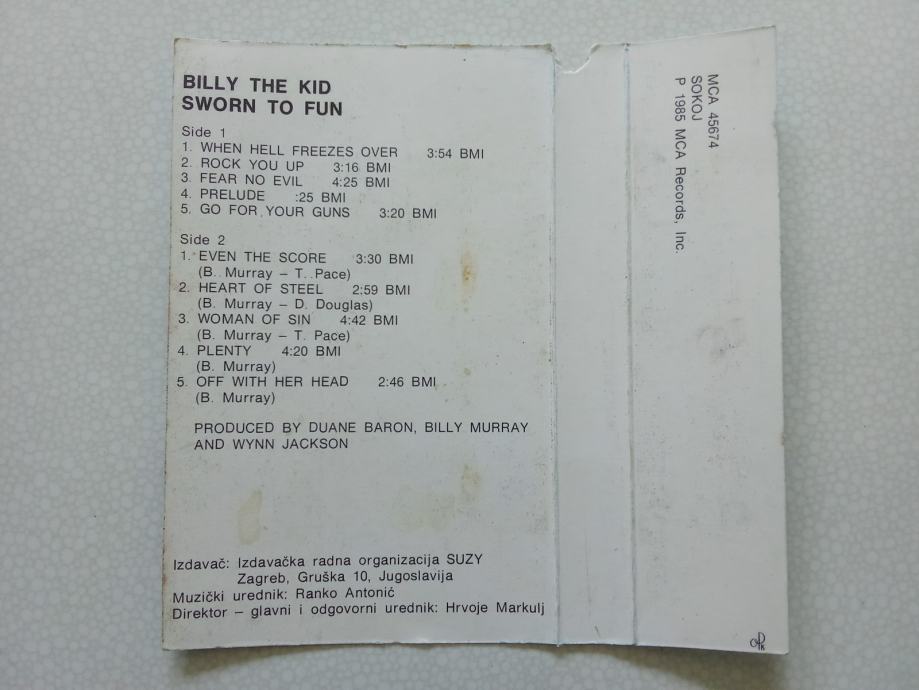 BILLY THE KID
SWORN TO FUN
Side 1
1. WHEN HELL FREEZES OVER 3:54 BMI
2. ROCK YOU UP 3:16 BMI
3. FEAR NO EVIL 4:25 BMI
4. PRELUDE :25 BMI
5. GO FOR YOUR GUNS 3:20 BMI
Side 2
1. EVEN THE SCORE 3:30 BMI
(B. Murray – T. Pace)
2. HEART OF STEEL 2:59 BMI
(B. Murray – D. Douglas)
3. WOMAN OF SIN 4:42 BMI
(B. Murray – T. Pace)
4. PLENTY 4:20 BMI
(B. Murray)
5. OFF WITH HER HEAD 2:46 BMI
(B. Murray)
PRODUCED BY DUANE BARON, BILLY MURRAY
AND WYNN JACKSON
Izdavač: Izdavačka radna organizacija SUZY
Zagreb, Gruška 10, Jugoslavija
Muzički urednik: Ranko Antonić
Direktor – glavni i odgovorni urednik: Hrvoje Markulj
MCA 45674
SOKOJ
P 1985 MCA Records, Inc.